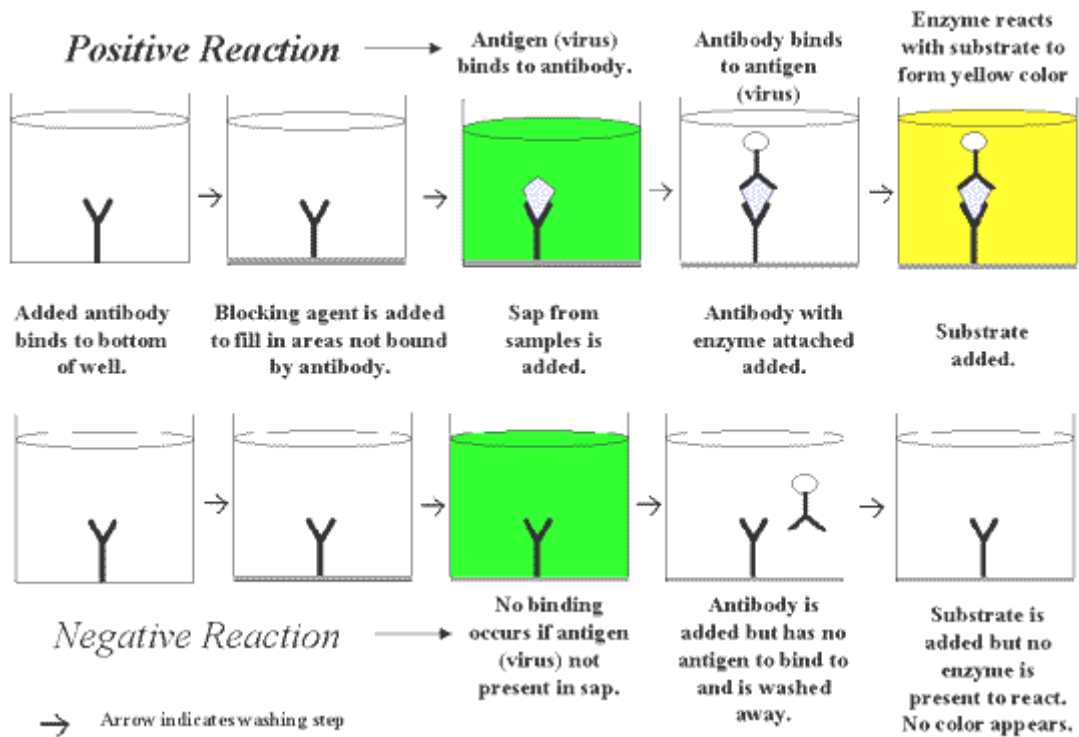 Positive Reaction
Antigen (virus)
binds to antibody.
Antibody binds
to antigen
(virus)
Enzyme reacts
with substrate to
form yellow color
Added antibody
binds to bottom
of well.
Blocking agent is added
to fill in areas not bound
by antibody.
Sap from
samples is
added.
Antibody with
enzyme attached
added.
Substrate
added.
Negative Reaction
No binding
occurs if antigen
(virus) not
present in sap.
Antibody is
added but has no
antigen to bind to
and is washed
away.
Substrate is
added but no
enzyme is
present to react.
No color appears.
Arrow indicates washing step